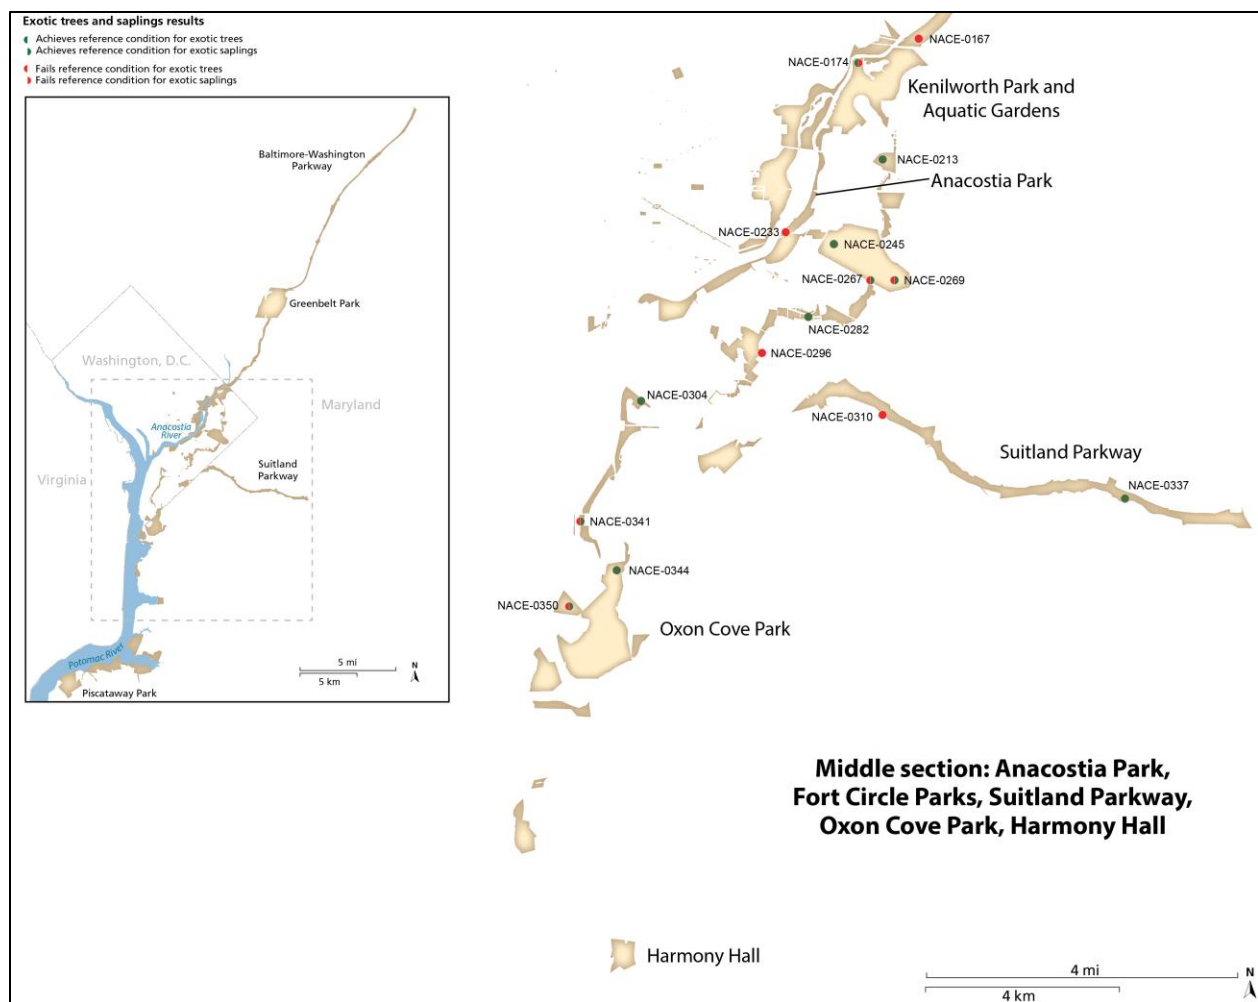 Exotic trees and saplings results
Achieves reference condition for exotic trees
Achieves reference condition for exotic saplings
Fails reference condition for exotic trees
Fails reference condition for exotic saplings
Baltimore-Washington
Parkway
Greenbelt Park
Washington, D.C.
Maryland
Anacostia
River
Virginia
Suitland
Parkway
Potomac River
Piscataway Park
5 mi
5 km
N
NACE-0167
NACE-0174
Kenilworth Park and
Aquatic Gardens
NACE-0213
Anacostia Park
NACE-0233
NACE-0245
NACE-0267
NACE-0269
NACE-0282
NACE-0296
NACE-0304
NACE-0310
Suitland Parkway
NACE-0337
NACE-0341
NACE-0344
NACE-0350
Oxon Cove Park
Middle section: Anacostia Park,
Fort Circle Parks, Suitland Parkway,
Oxon Cove Park, Harmony Hall
Harmony Hall
4 mi
4 km
N